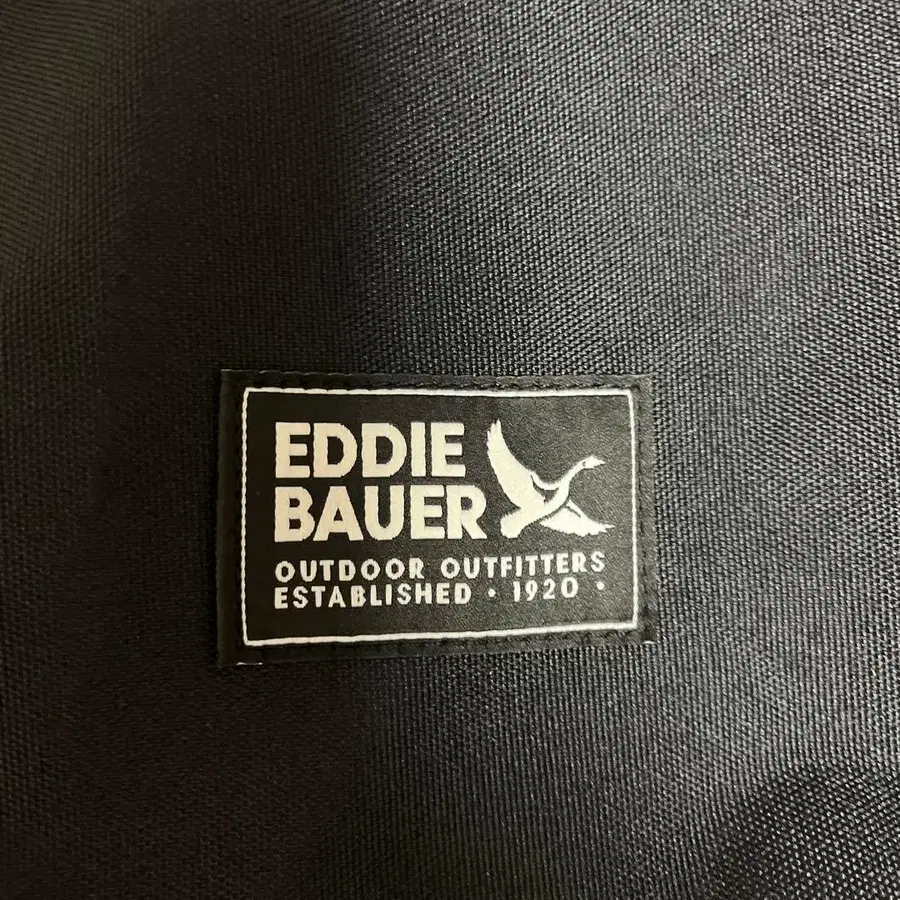 EDDIE
BAUER
OUTDOOR OUTFITTERS
ESTABLISHED • 1920 •